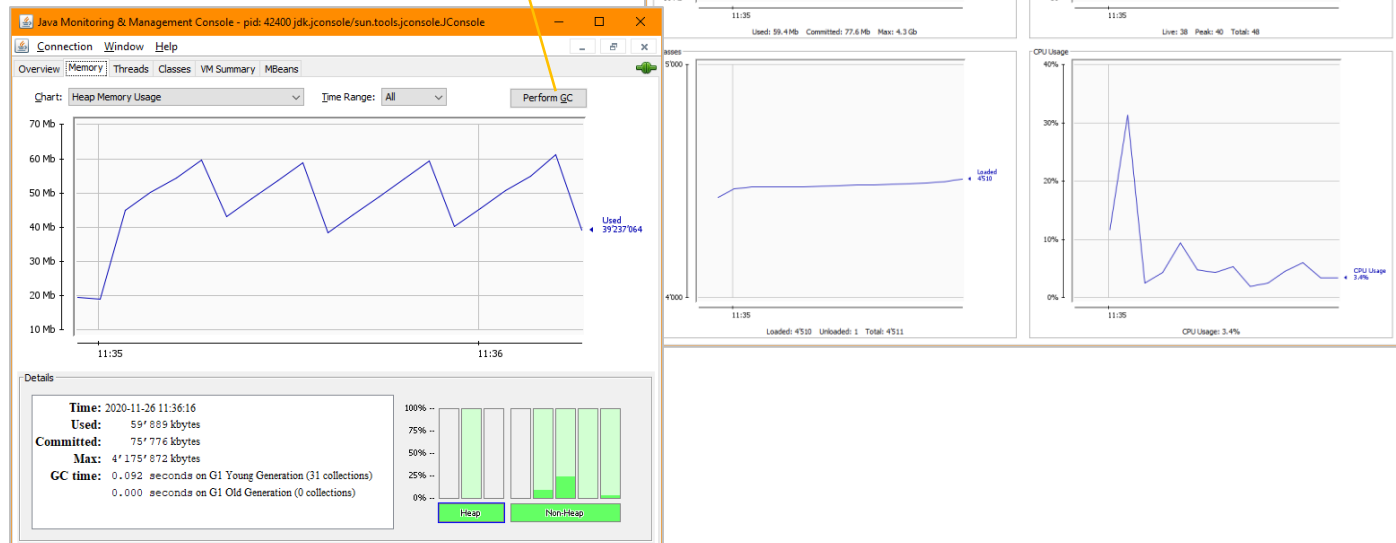 Java Monitoring & Management Console - pid: 42400 jdk.jconsole/sun.tools.jconsole.JConsole
Connection Window Help
Overview Memory Threads Classes VM Summary MBeans
Chart: Heap Memory Usage Time Range: All Perform GC
70 Mb
60 Mb
50 Mb
40 Mb
30 Mb
20 Mb
10 Mb
Used
39'237'064
11:35 11:36
Details
Time: 2020-11-26 11:36:16
Used: 59'889 kbytes
Committed: 75'776 kbytes
Max: 4'175'872 kbytes
GC time: 0.092 seconds on G1 Young Generation (31 collections)
0.000 seconds on G1 Old Generation (0 collections)
100% --
75% --
50% --
25% --
0% --
Heap Non-Heap
11:35
Used: 59.4 Mb Committed: 77.6 Mb Max: 4.3 Gb
11:35
Live: 38 Peak: 40 Total: 48
5'000
4'000
Loaded
4'510
11:35
Loaded: 4'510 Unloaded: 1 Total: 4'511
CPU Usage
40%
30%
20%
10%
0%
CPU Usage
3.4%
11:35
CPU Usage: 3.4%